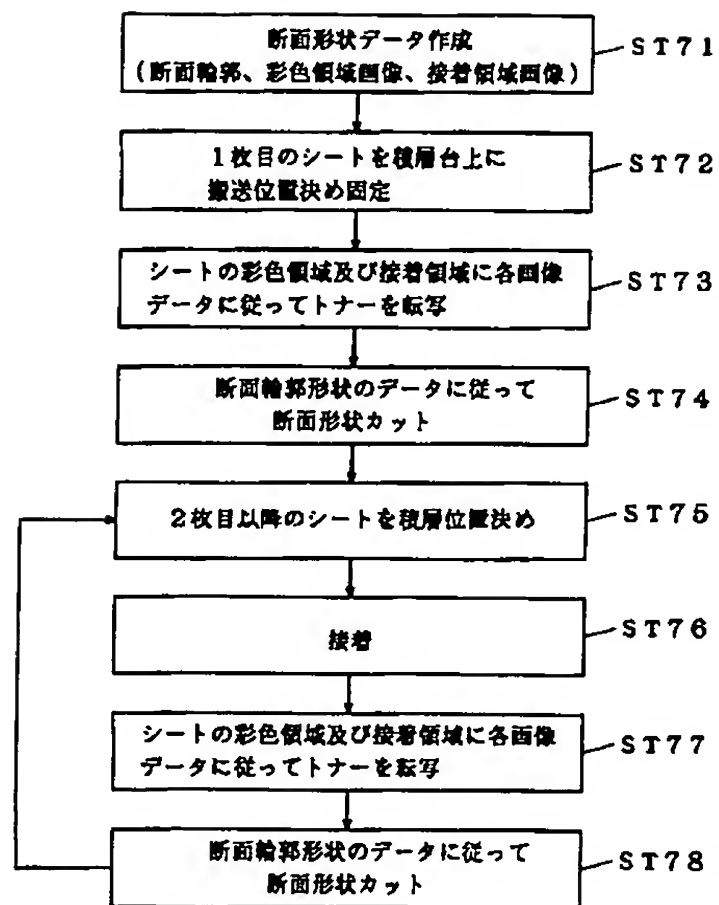 断面形状データ作成
(断面輪郭、彩色領域画像、接着領域画像)
ST71
1枚目のシートを積層台上に
搬送位置決め固定
ST72
シートの彩色領域及び接着領域に各画像
データに従ってトナーを転写
ST73
断面輪郭形状のデータに従って
断面形状カット
ST74
2枚目以降のシートを積層位置決め
ST75
接着
ST76
シートの彩色領域及び接着領域に各画像
データに従ってトナーを転写
ST77
断面輪郭形状のデータに従って
断面形状カット
ST78